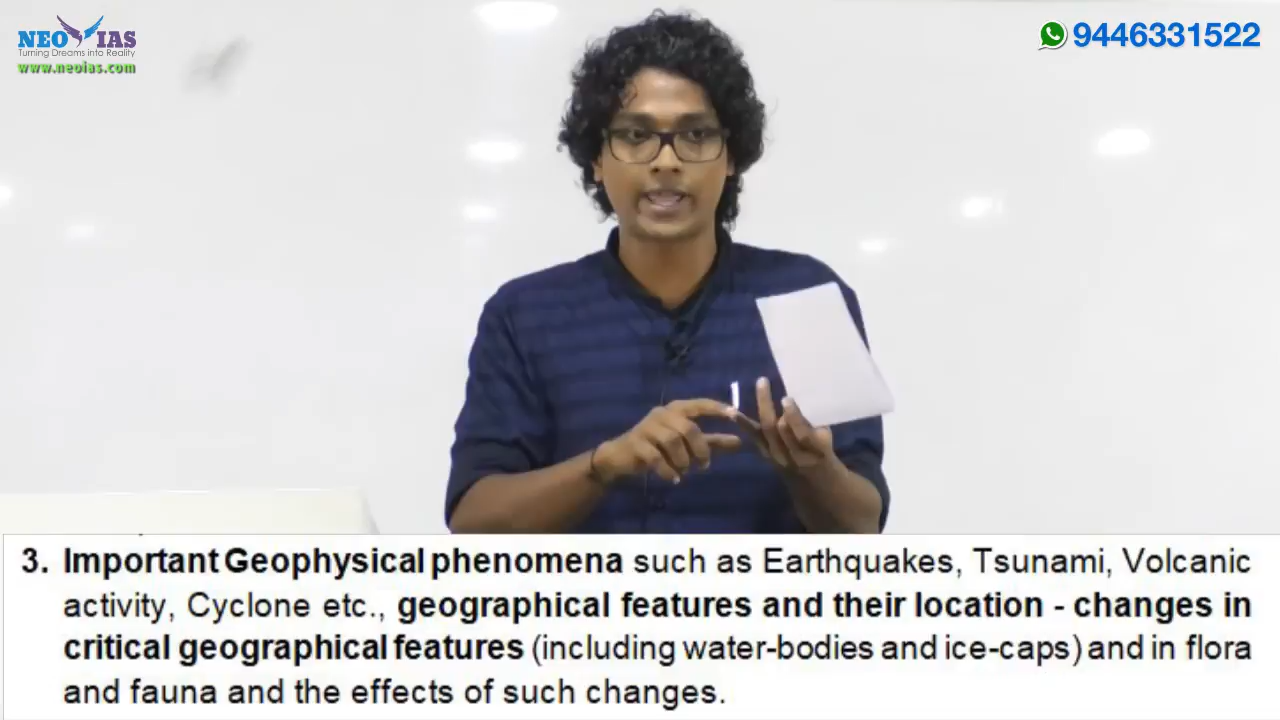 NEO IAS
Turning Dreams into Reality
www.neoias.com
9446331522
3. Important Geophysical phenomena such as Earthquakes, Tsunami, Volcanic
activity, Cyclone etc., geographical features and their location - changes in
critical geographical features (including water-bodies and ice-caps) and in flora
and fauna and the effects of such changes.